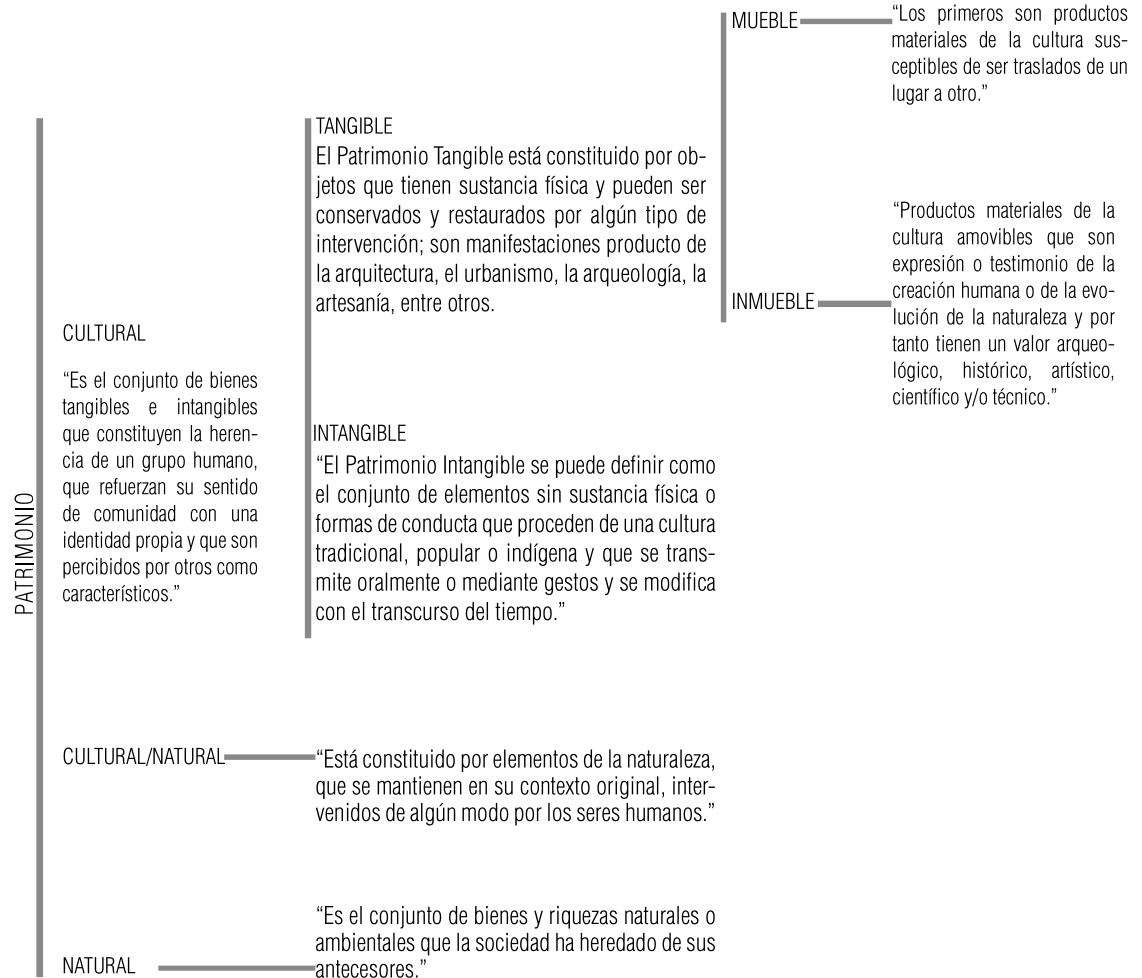 PATRIMONIO
CULTURAL
“Es el conjunto de bienes
tangibles e intangibles
que constituyen la heren-
cia de un grupo humano,
que refuerzan su sentido
de comunidad con una
identidad propia y que son
percibidos por otros como
característicos.”
TANGIBLE
El Patrimonio Tangible está constituido por ob-
jetos que tienen sustancia física y pueden ser
conservados y restaurados por algún tipo de
intervención; son manifestaciones producto de
la arquitectura, el urbanismo, la arqueología, la
artesanía, entre otros.
MUEBLE
“Los primeros son productos
materiales de la cultura sus-
ceptibles de ser traslados de un
lugar a otro.”
INMUEBLE
“Productos materiales de la
cultura amovibles que son
expresión o testimonio de la
creación humana o de la evo-
lución de la naturaleza y por
tanto tienen un valor arqueo-
lógico, histórico, artístico,
científico y/o técnico.”
INTANGIBLE
“El Patrimonio Intangible se puede definir como
el conjunto de elementos sin sustancia física o
formas de conducta que proceden de una cultura
tradicional, popular o indígena y que se trans-
mite oralmente o mediante gestos y se modifica
con el transcurso del tiempo.”
CULTURAL/NATURAL
“Está constituido por elementos de la naturaleza,
que se mantienen en su contexto original, inter-
venidos de algún modo por los seres humanos.”
NATURAL
“Es el conjunto de bienes y riquezas naturales o
ambientales que la sociedad ha heredado de sus
antecesores.”